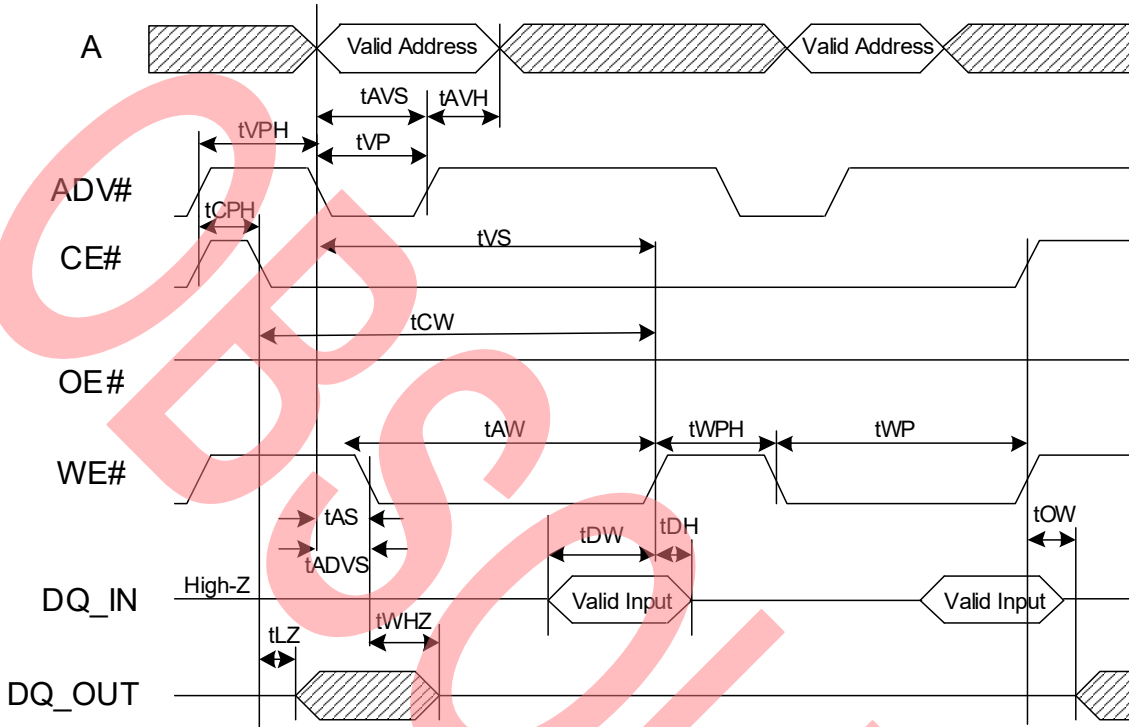 A
Valid Address
Valid Address
tAVS
tAVH
tVPH
tVP
ADV#
tCPH
tVS
CE#
tCW
OE#
tAW
tWPH
tWP
WE#
tAS
tDW
tDH
tOW
tADVS
DQ_IN
High-Z
Valid Input
Valid Input
tWHZ
tLZ
DQ_OUT
OBSOL